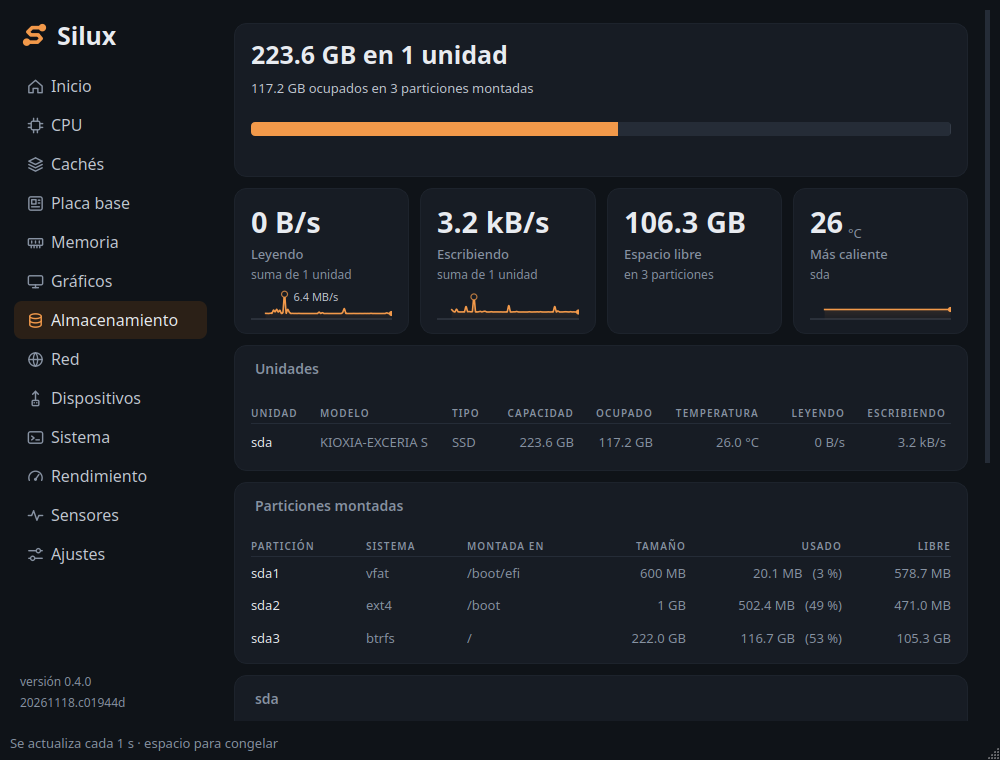 Silux
Inicio
CPU
Cachés
Placa base
Memoria
Gráficos
Almacenamiento
Red
Dispositivos
Sistema
Rendimiento
Sensores
Ajustes
versión 0.4.0
20261118.c01944d
223.6 GB en 1 unidad
117.2 GB ocupados en 3 particiones montadas
0 B/s
Leyendo
suma de 1 unidad
6.4 MB/s
3.2 kB/s
Escribiendo
suma de 1 unidad
106.3 GB
Espacio libre
en 3 particiones
26 °C
Más caliente
sda
Unidades
UNIDAD MODELO TIPO CAPACIDAD OCUPADO TEMPERATURA LEYENDO ESCRIBIENDO
sda KIOXIA-EXCERIA S SSD 223.6 GB 117.2 GB 26.0 °C 0 B/s 3.2 kB/s
Particiones montadas
PARTICIÓN SISTEMA MONTADA EN TAMAÑO USADO LIBRE
sda1 vfat /boot/efi 600 MB 20.1 MB (3 %) 578.7 MB
sda2 ext4 /boot 1 GB 502.4 MB (49 %) 471.0 MB
sda3 btrfs / 222.0 GB 116.7 GB (53 %) 105.3 GB
sda
Se actualiza cada 1 s · espacio para congelar